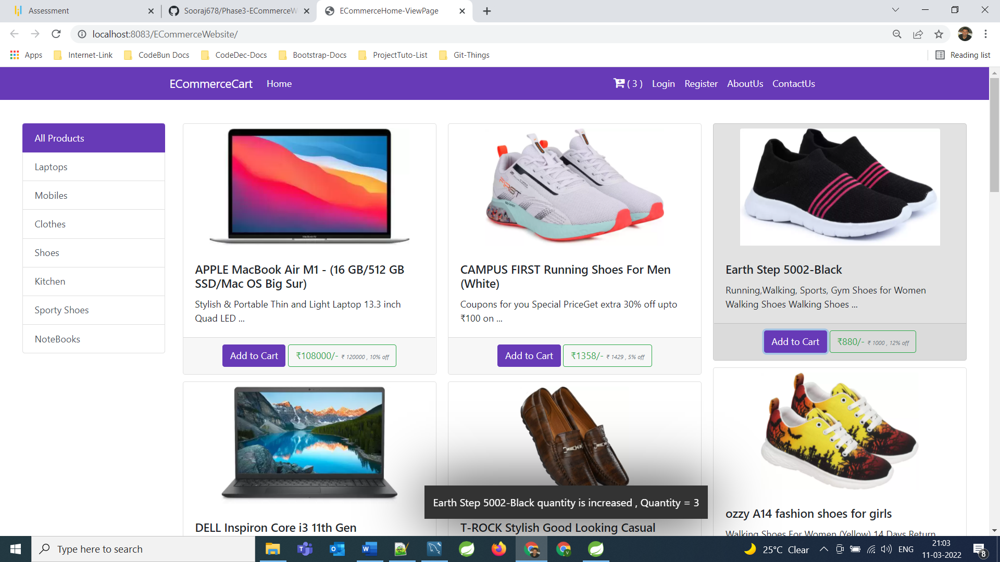 Assessment
Sooraj678/Phase3-ECommerceW
ECommerceHome-ViewPage
localhost:8083/ECommerceWebsite/
Apps
Internet-Link
CodeBun Docs
CodeDec-Docs
Bootstrap-Docs
ProjectTuto-List
Git-Things
Reading list
ECommerceCart
Home
( 3 )
Login
Register
AboutUs
ContactUs
All Products
Laptops
Mobiles
Clothes
Shoes
Kitchen
Sporty Shoes
NoteBooks
MacBook Air
APPLE MacBook Air M1 - (16 GB/512 GB
SSD/Mac OS Big Sur)
Stylish & Portable Thin and Light Laptop 13.3 inch
Quad LED ...
Add to Cart
₹108000/- ₹ 120000 , 10% off
FIRST
CAMPUS FIRST Running Shoes For Men
(White)
Coupons for you Special PriceGet extra 30% off upto
₹100 on ...
Add to Cart
₹1358/- ₹ 1429 , 5% off
Earth Step 5002-Black
Running,Walking, Sports, Gym Shoes for Women
Walking Shoes Walking Shoes ...
Add to Cart
₹880/- ₹ 1000 , 12% off
DELL Inspiron Core i3 11th Gen
T-ROCK Stylish Good Looking Casual
ozzy A14 fashion shoes for girls
Walking Shoes For Women (Yellow) 14 Days Return
Earth Step 5002-Black quantity is increased , Quantity = 3
Type here to search
25°C Clear
ENG
21:03
11-03-2022
8